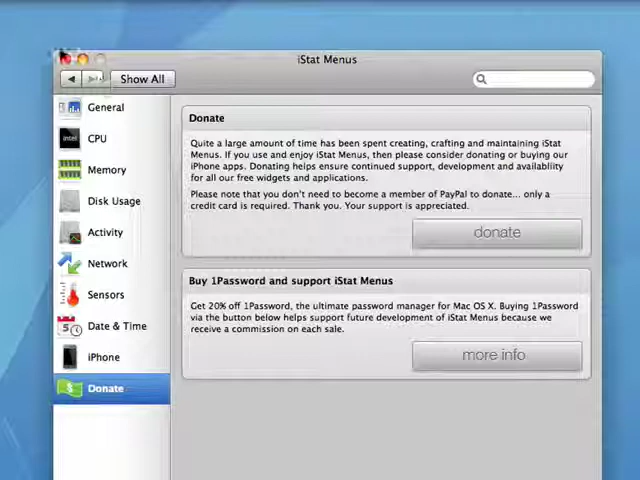 iStat Menus
Show All
General
intel
CPU
Memory
Disk Usage
Activity
Network
Sensors
5
Date & Time
iPhone
$
Donate
Donate
Quite a large amount of time has been spent creating, crafting and maintaining iStat
Menus. If you use and enjoy iStat Menus, then please consider donating or buying our
iPhone apps. Donating helps ensure continued support, development and availability
for all our free widgets and applications.
Please note that you don't need to become a member of PayPal to donate... only a
credit card is required. Thank you. Your support is appreciated.
donate
Buy 1Password and support iStat Menus
Get 20% off 1Password, the ultimate password manager for Mac OS X. Buying 1Password
via the button below helps support future development of iStat Menus because we
receive a commission on each sale.
more info